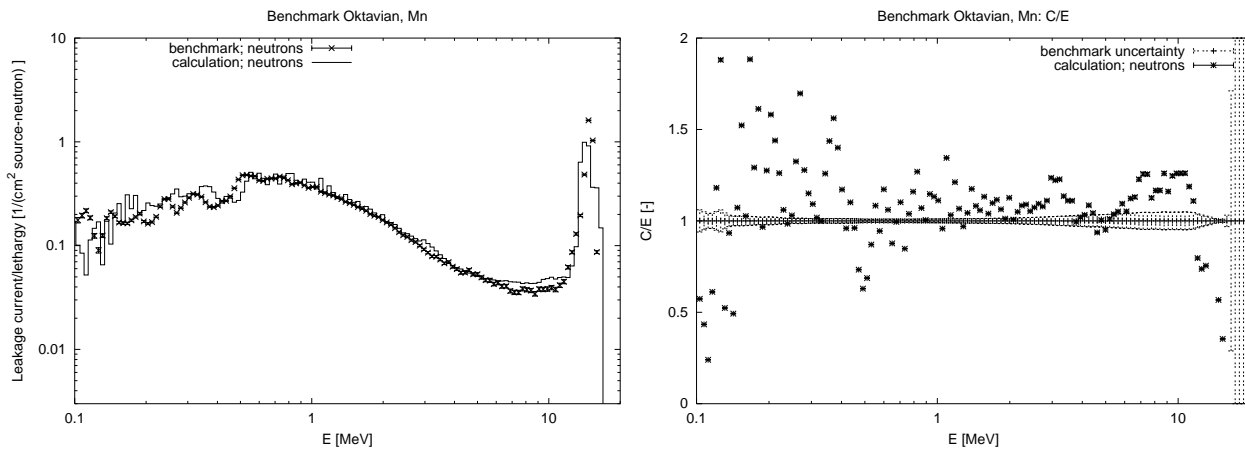 Benchmark Oktavian, Mn
benchmark; neutrons
calculation; neutrons
Leakage current/lethargy [1/(cm2 source-neutron) ]
10
1
0.1
0.01
0.1
1
10
E [MeV]
Benchmark Oktavian, Mn: C/E
benchmark uncertainty
calculation; neutrons
C/E [-]
2
1.5
1
0.5
0
0.1
1
10
E [MeV]